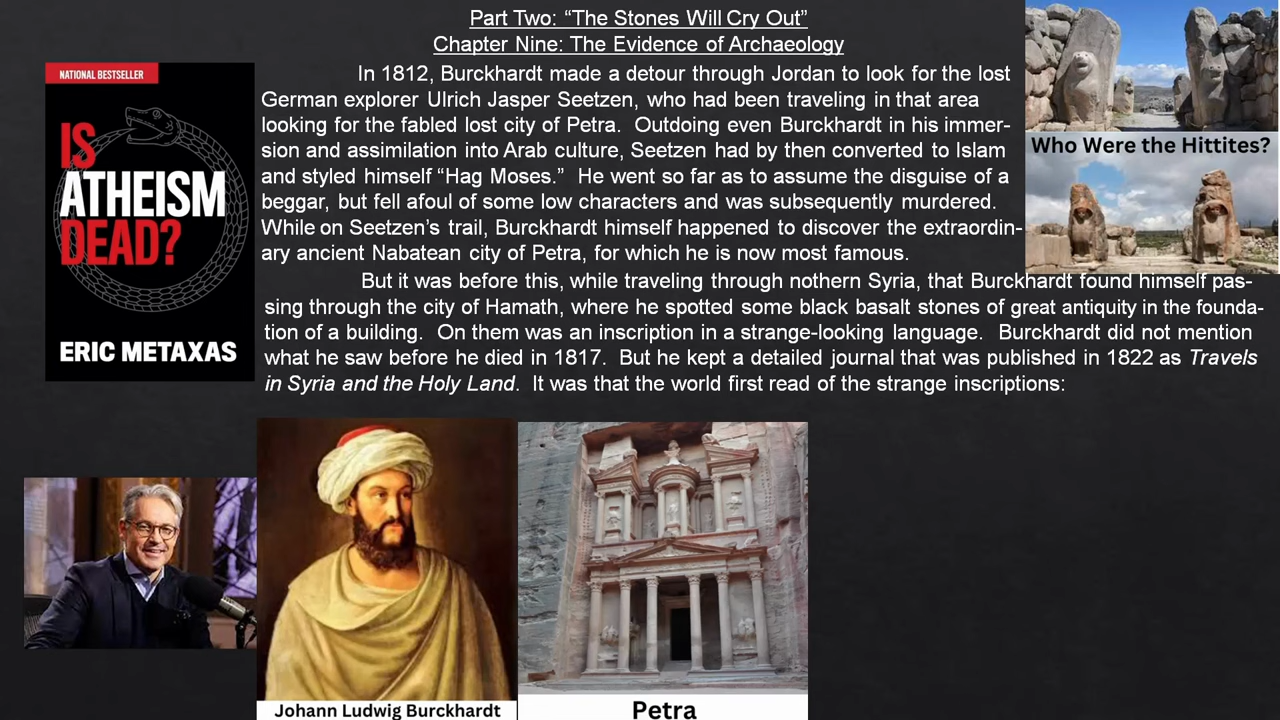 Part Two: “The Stones Will Cry Out”
Chapter Nine: The Evidence of Archaeology
NATIONAL BESTSELLER
IS
ATHEISM
DEAD?
ERIC METAXAS
In 1812, Burckhardt made a detour through Jordan to look for the lost
German explorer Ulrich Jasper Seetzen, who had been traveling in that area
looking for the fabled lost city of Petra. Outdoing even Burckhardt in his immer-
sion and assimilation into Arab culture, Seetzen had by then converted to Islam
and styled himself “Hag Moses.” He went so far as to assume the disguise of a
beggar, but fell afoul of some low characters and was subsequently murdered.
While on Seetzen’s trail, Burckhardt himself happened to discover the extraordin-
ary ancient Nabatean city of Petra, for which he is now most famous.
Who Were the Hittites?
But it was before this, while traveling through nothern Syria, that Burckhardt found himself pas-
sing through the city of Hamath, where he spotted some black basalt stones of great antiquity in the founda-
tion of a building. On them was an inscription in a strange-looking language. Burckhardt did not mention
what he saw before he died in 1817. But he kept a detailed journal that was published in 1822 as Travels
in Syria and the Holy Land. It was that the world first read of the strange inscriptions:
Johann Ludwig Burckhardt
Petra